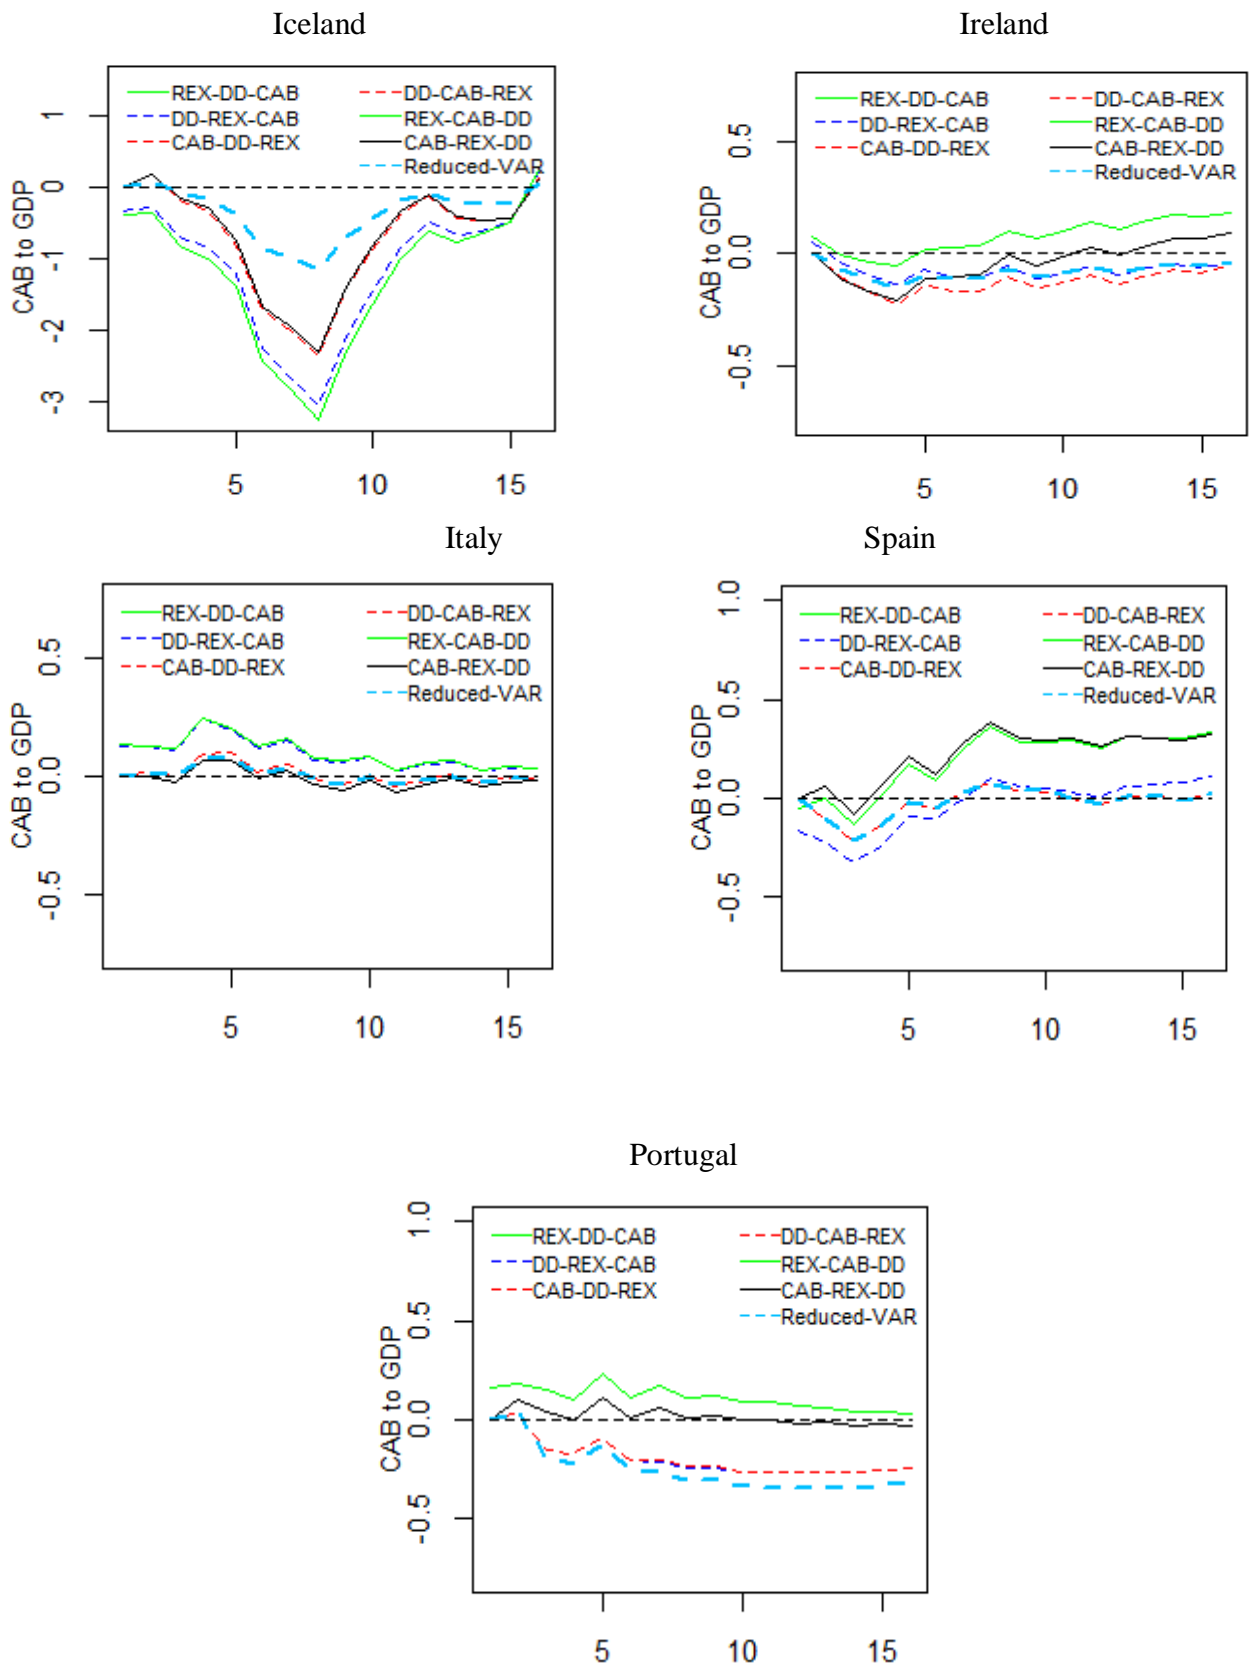 Iceland Ireland
REX-DD-CAB DD-CAB-REX
DD-REX-CAB REX-CAB-DD
CAB-DD-REX CAB-REX-DD
Reduced-VAR
CAB to GDP
1
0
-1
-2
-3
5 10 15
REX-DD-CAB DD-CAB-REX
DD-REX-CAB REX-CAB-DD
CAB-DD-REX CAB-REX-DD
Reduced-VAR
CAB to GDP
0.5
0.0
-0.5
5 10 15
Italy Spain
REX-DD-CAB DD-CAB-REX
DD-REX-CAB REX-CAB-DD
CAB-DD-REX CAB-REX-DD
Reduced-VAR
CAB to GDP
0.5
0.0
-0.5
5 10 15
REX-DD-CAB DD-CAB-REX
DD-REX-CAB REX-CAB-DD
CAB-DD-REX CAB-REX-DD
Reduced-VAR
CAB to GDP
1.0
0.5
0.0
-0.5
5 10 15
Portugal
REX-DD-CAB DD-CAB-REX
DD-REX-CAB REX-CAB-DD
CAB-DD-REX CAB-REX-DD
Reduced-VAR
CAB to GDP
1.0
0.5
0.0
-0.5
5 10 15